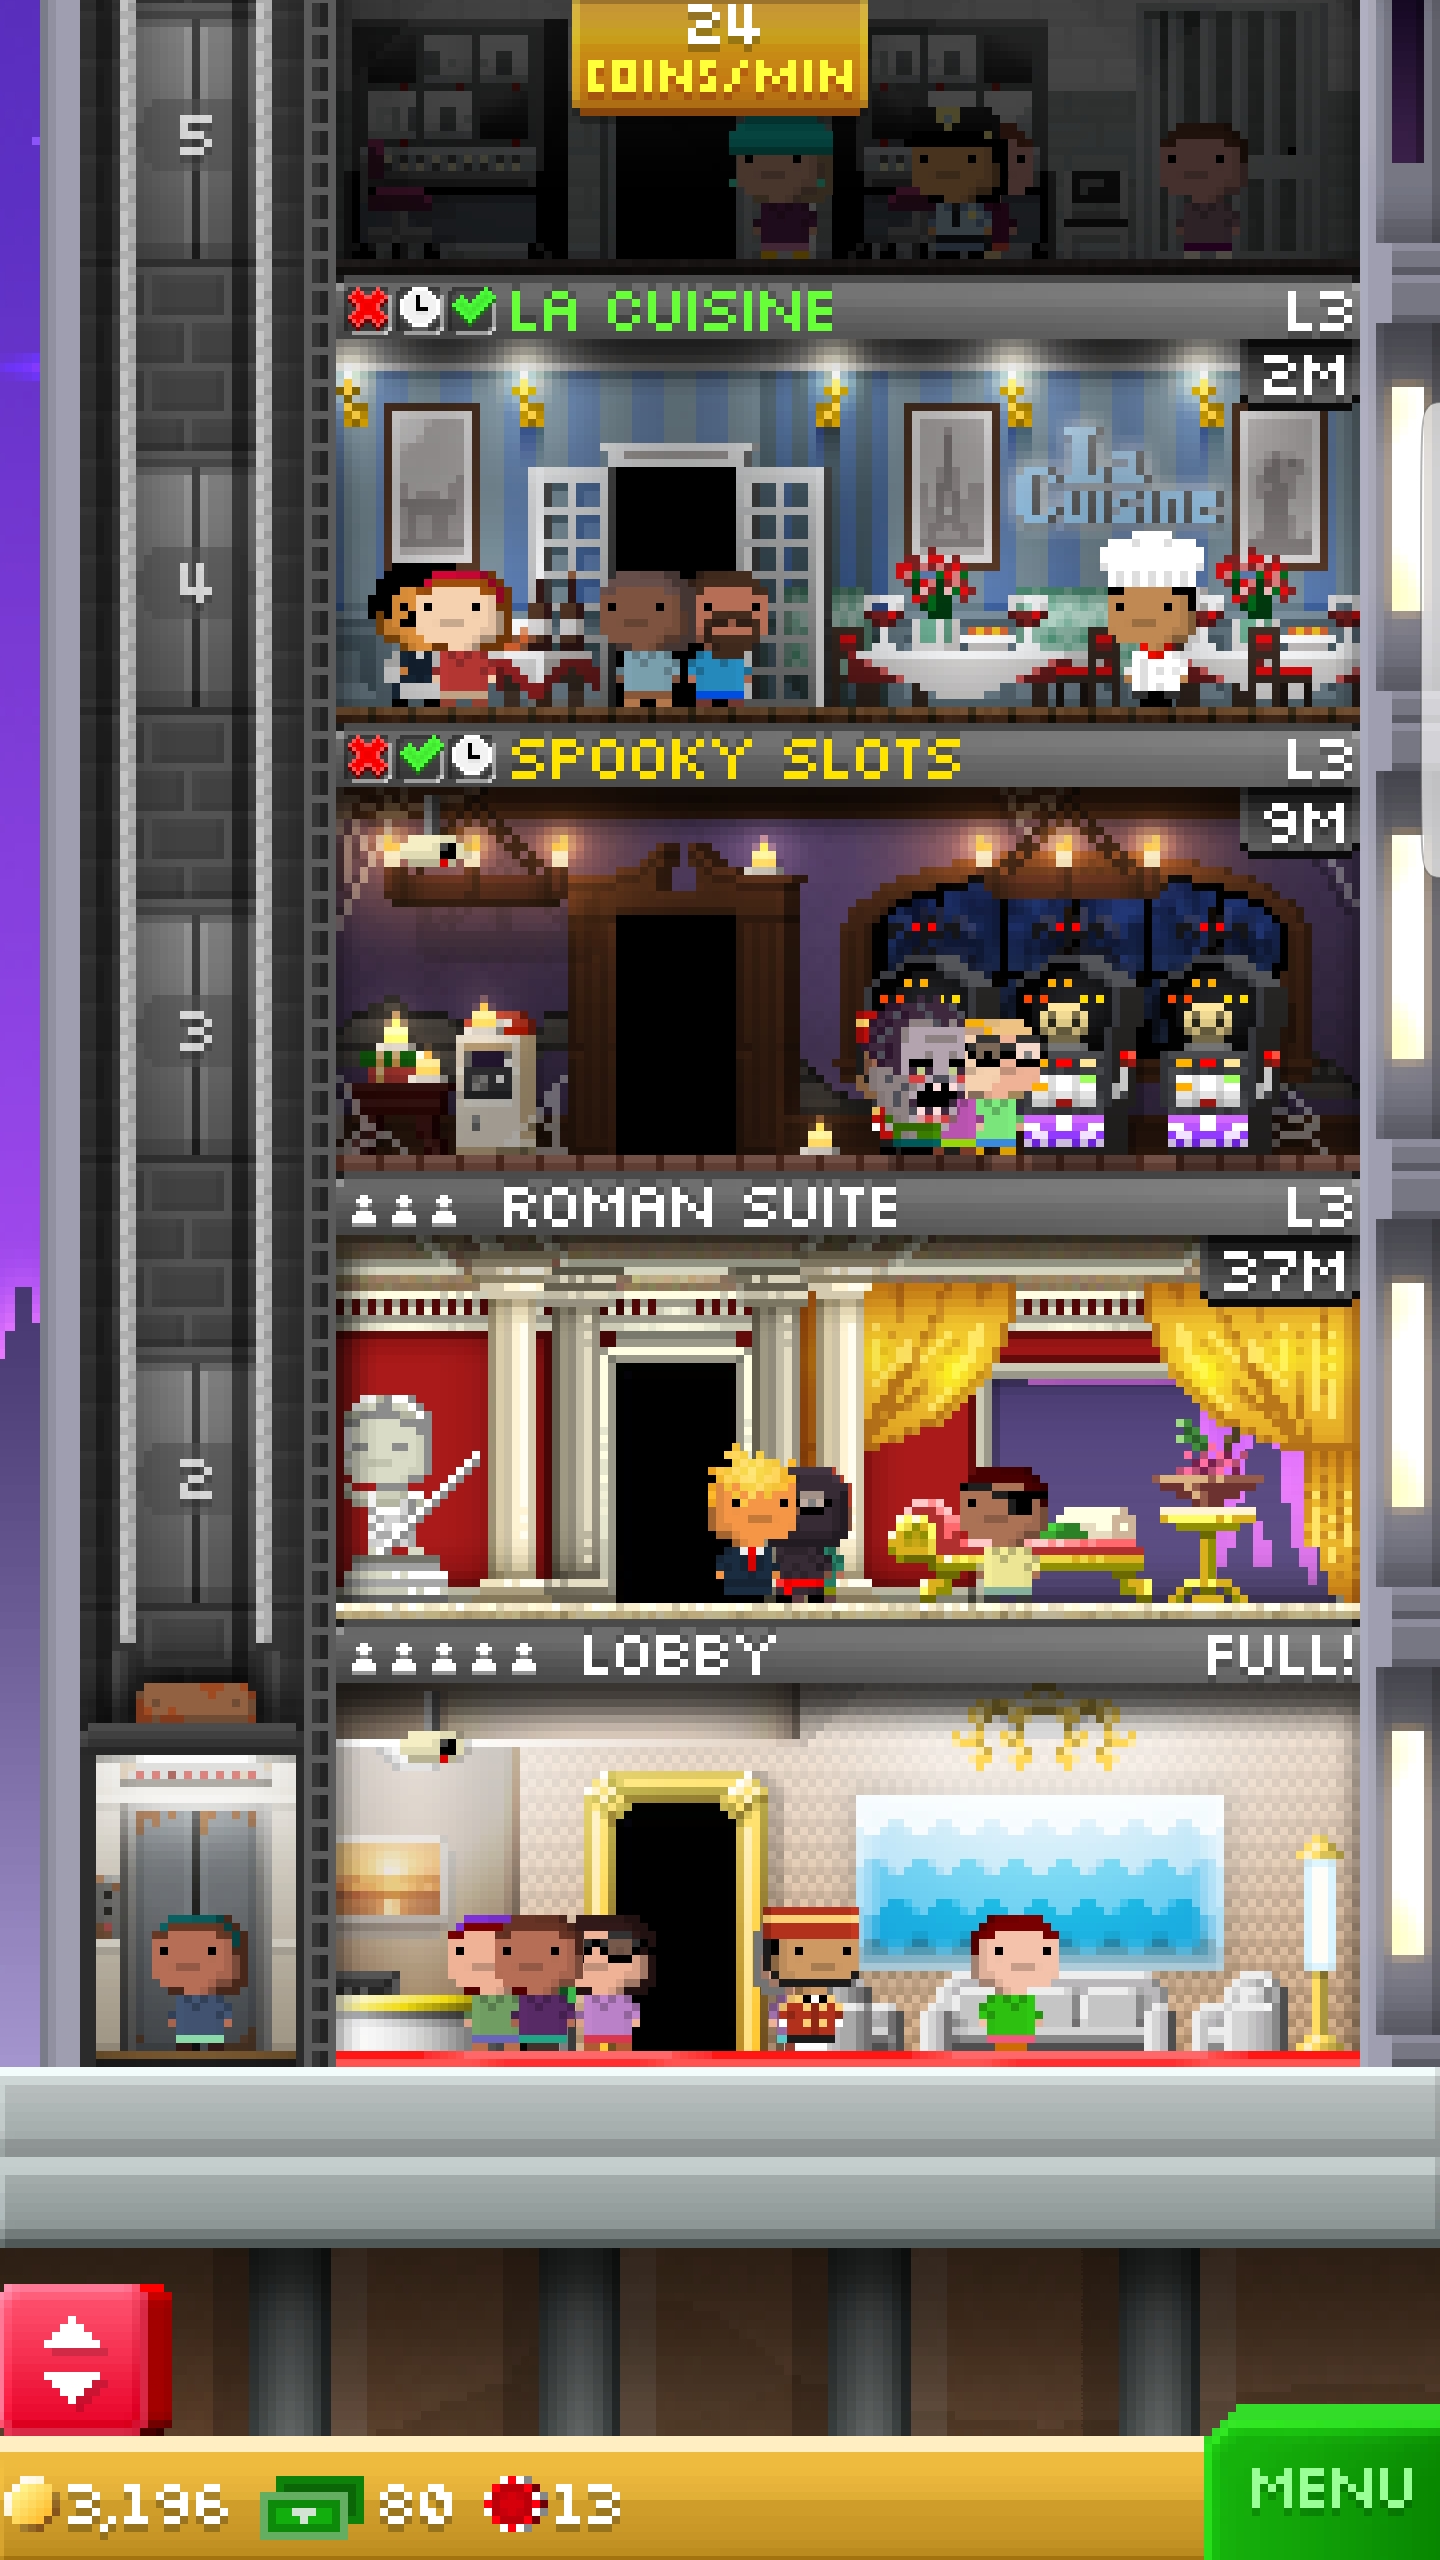 24
COINS/MIN
5
LA CUISINE L3
2M
La
Cuisine
4
SPOOKY SLOTS L3
9M
3
ROMAN SUITE L3
37M
2
LOBBY FULL!
3,196 80 13
MENU